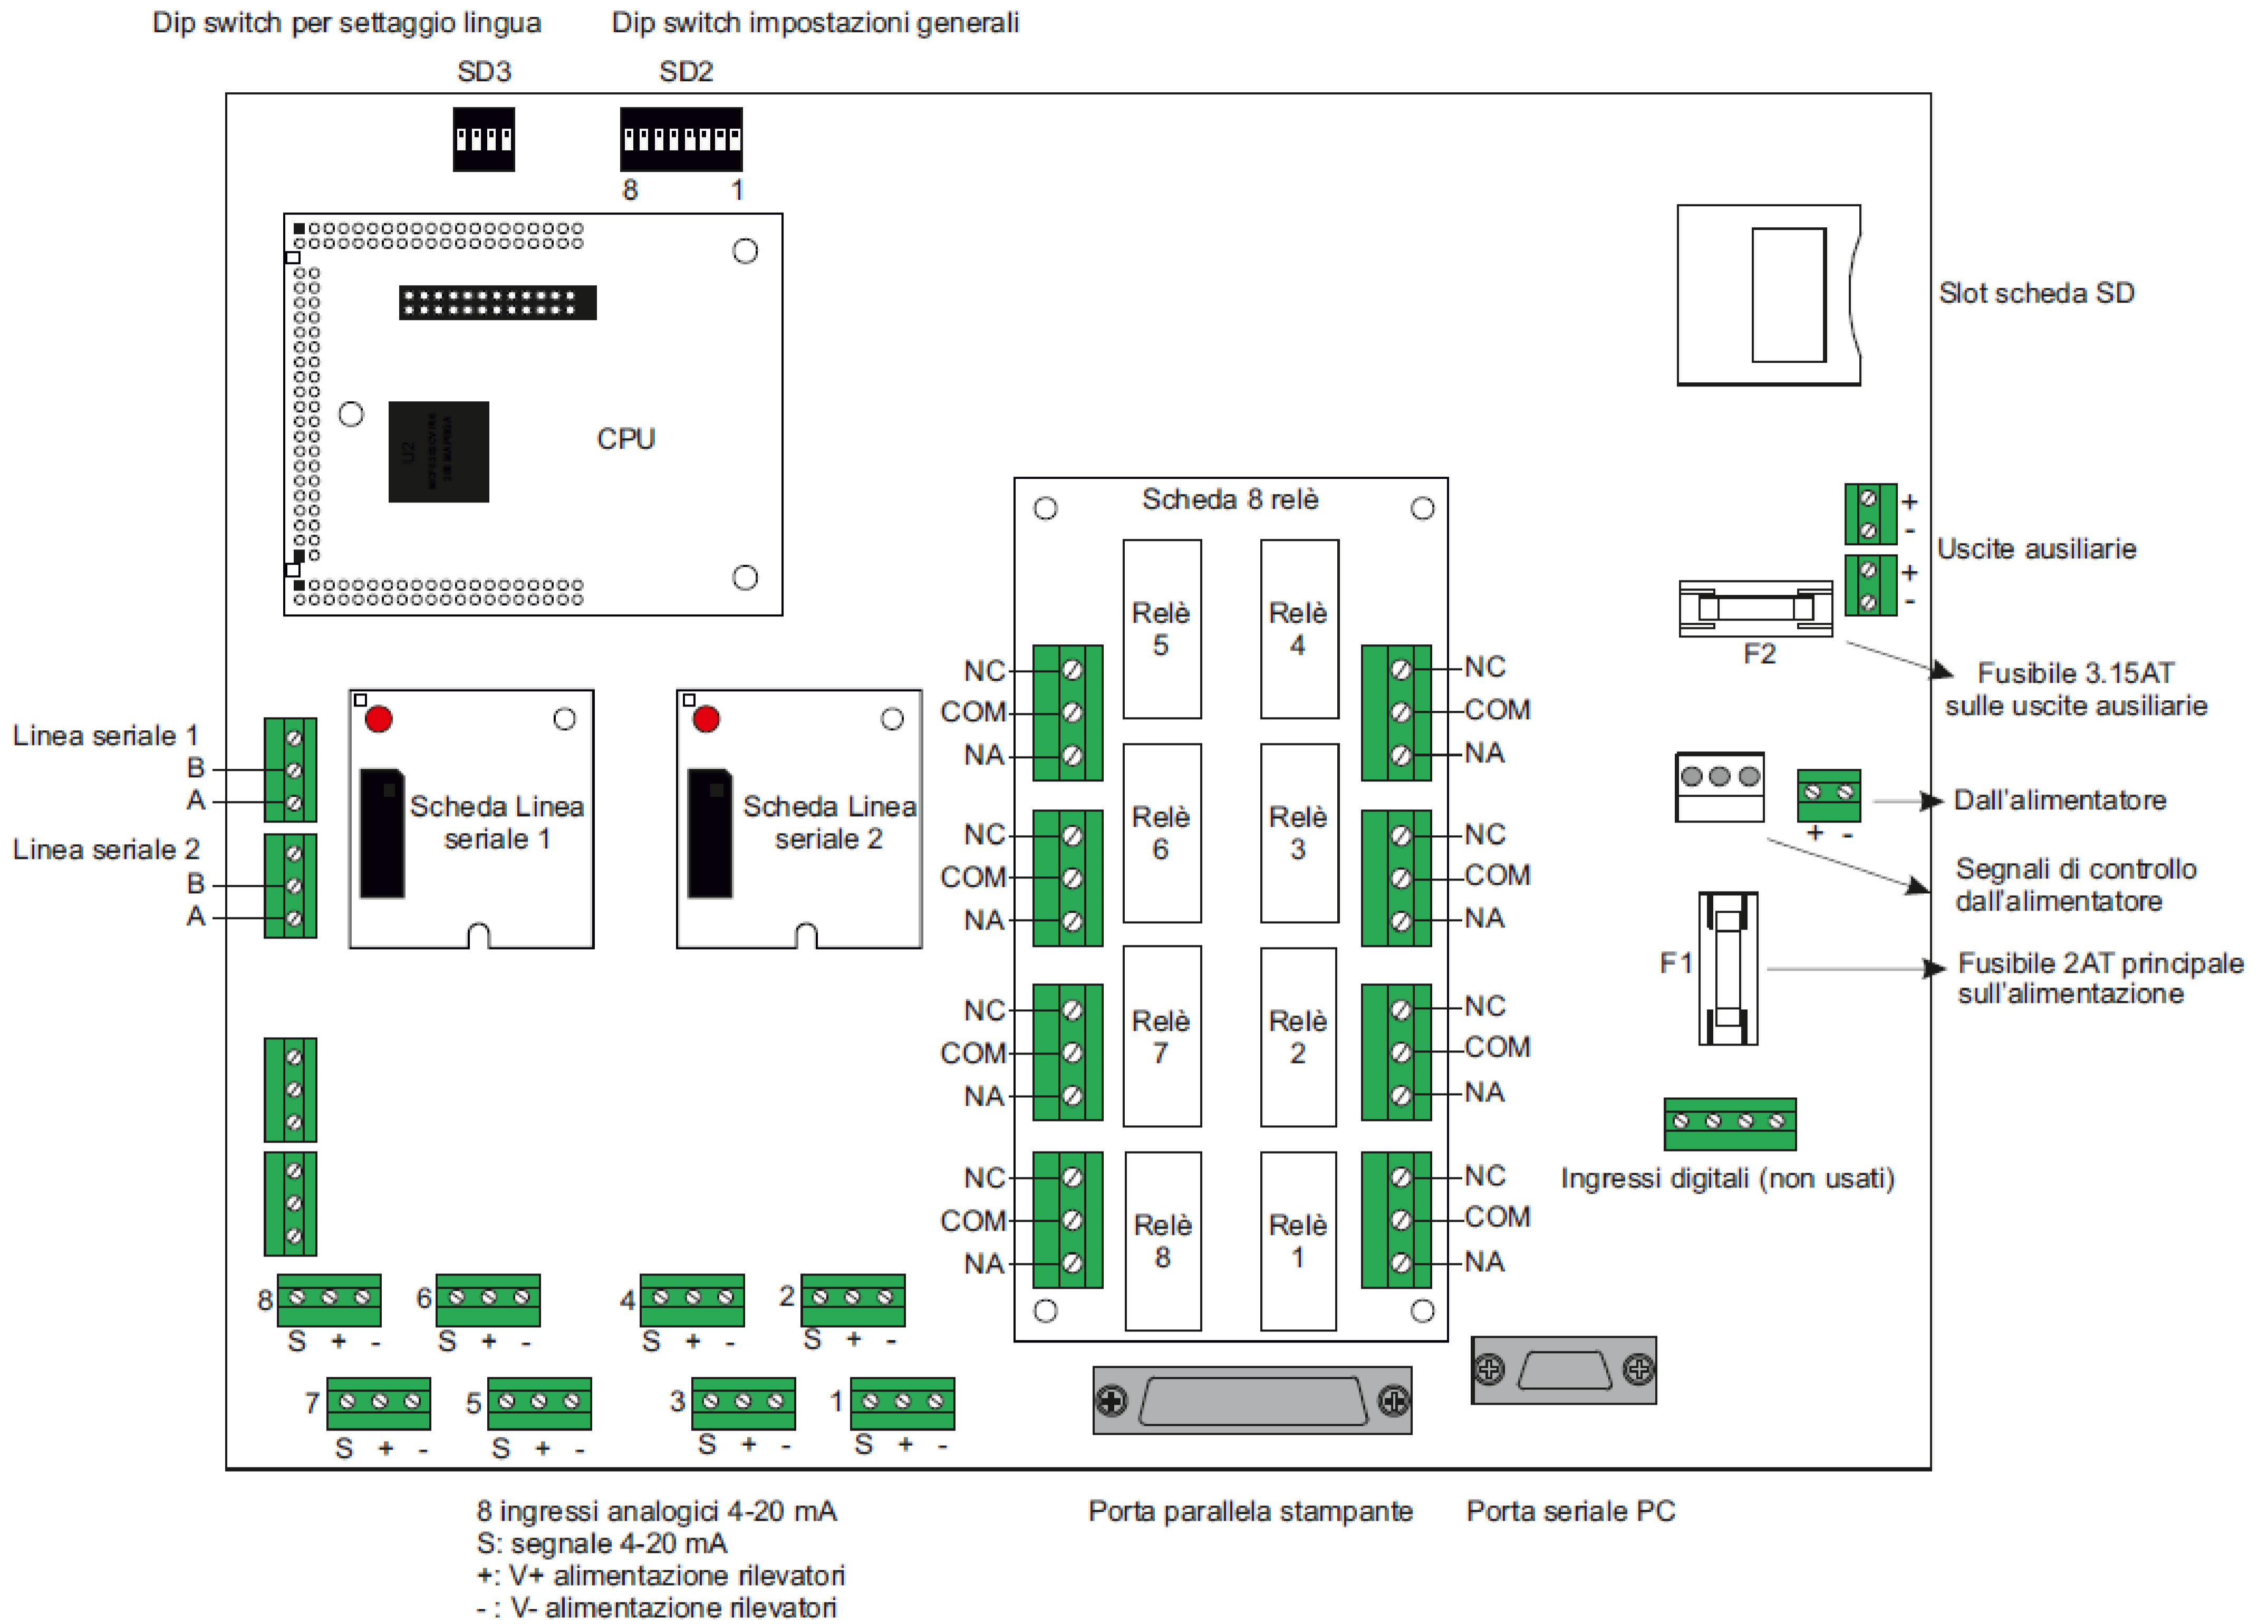 Dip switch per settaggio lingua
Dip switch impostazioni generali
SD3
SD2
8
1
CPU
U2
Slot scheda SD
Scheda 8 relè
Relè
5
Relè
4
Relè
6
Relè
3
Relè
7
Relè
2
Relè
8
Relè
1
NC
COM
NA
NC
COM
NA
NC
COM
NA
NC
COM
NA
NC
COM
NA
NC
COM
NA
NC
COM
NA
NC
COM
NA
+
-
+
-
Uscite ausiliarie
F2
Fusibile 3.15AT
sulle uscite ausiliarie
Linea seriale 1
B
A
Linea seriale 2
B
A
Scheda Linea
seriale 1
Scheda Linea
seriale 2
Dall'alimentatore
+ -
Segnali di controllo
dall'alimentatore
F1
Fusibile 2AT principale
sull'alimentazione
Ingressi digitali (non usati)
8
S + -
6
S + -
4
S + -
2
S + -
7
S + -
5
S + -
3
S + -
1
S + -
8 ingressi analogici 4-20 mA
S: segnale 4-20 mA
+: V+ alimentazione rilevatori
- : V- alimentazione rilevatori
Porta parallela stampante
Porta seriale PC